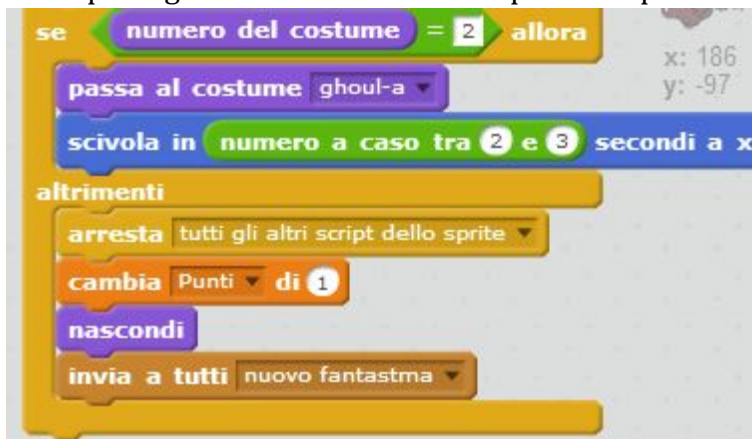 se numero del costume = 2 allora
x: 186
y: -97
passa al costume ghoul-a
scivola in numero a caso tra 2 e 3 secondi a x
altrimenti
arresta tutti gli altri script dello sprite
cambia Punti di 1
nascondi
invia a tutti nuovo fantastma